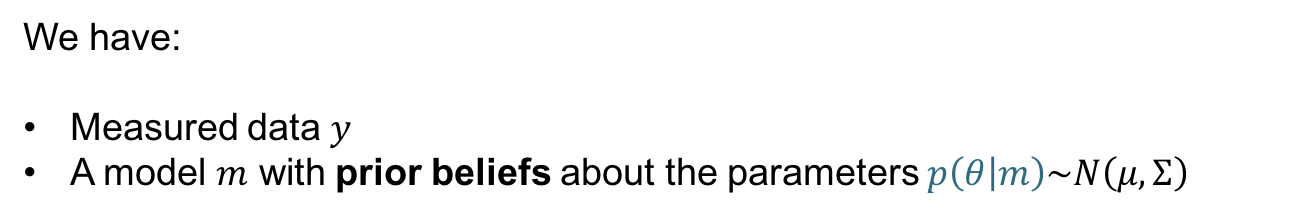 We have:
• Measured data 𝑦
• A model 𝑚 with prior beliefs about the parameters 𝑝(𝜃|𝑚)~𝑁(𝜇, Σ)